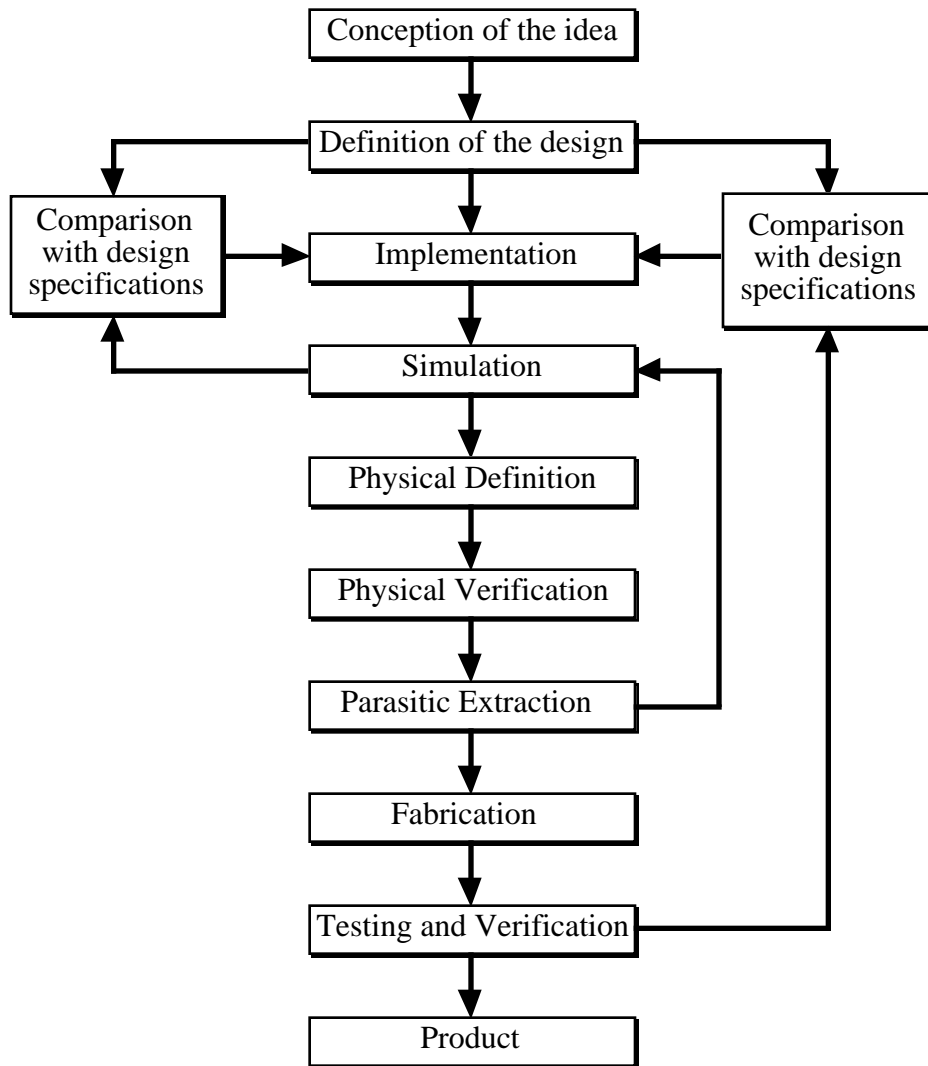 Conception of the idea
Definition of the design
Comparison
with design
specifications
Implementation
Comparison
with design
specifications
Simulation
Physical Definition
Physical Verification
Parasitic Extraction
Fabrication
Testing and Verification
Product